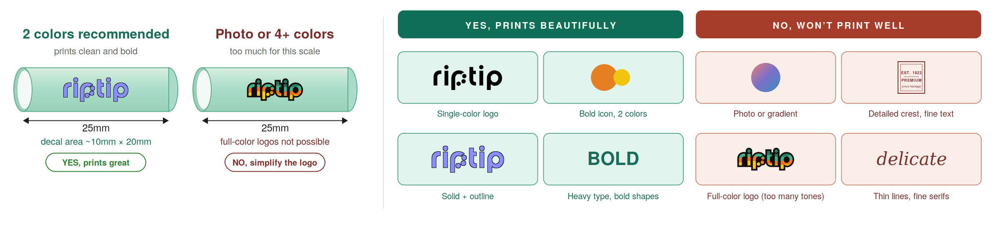 2 colors recommended
prints clean and bold
riptip
25mm
decal area ~10mm × 20mm
YES, prints great
Photo or 4+ colors
too much for this scale
riptip
25mm
full-color logos not possible
NO, simplify the logo
YES, PRINTS BEAUTIFULLY
riptip
Single-color logo
Bold icon, 2 colors
riptip
Solid + outline
BOLD
Heavy type, bold shapes
NO, WON’T PRINT WELL
Photo or gradient
EST. 1923
PREMIUM
since heritage
Detailed crest, fine text
riptip
Full-color logo (too many tones)
delicate
Thin lines, fine serifs